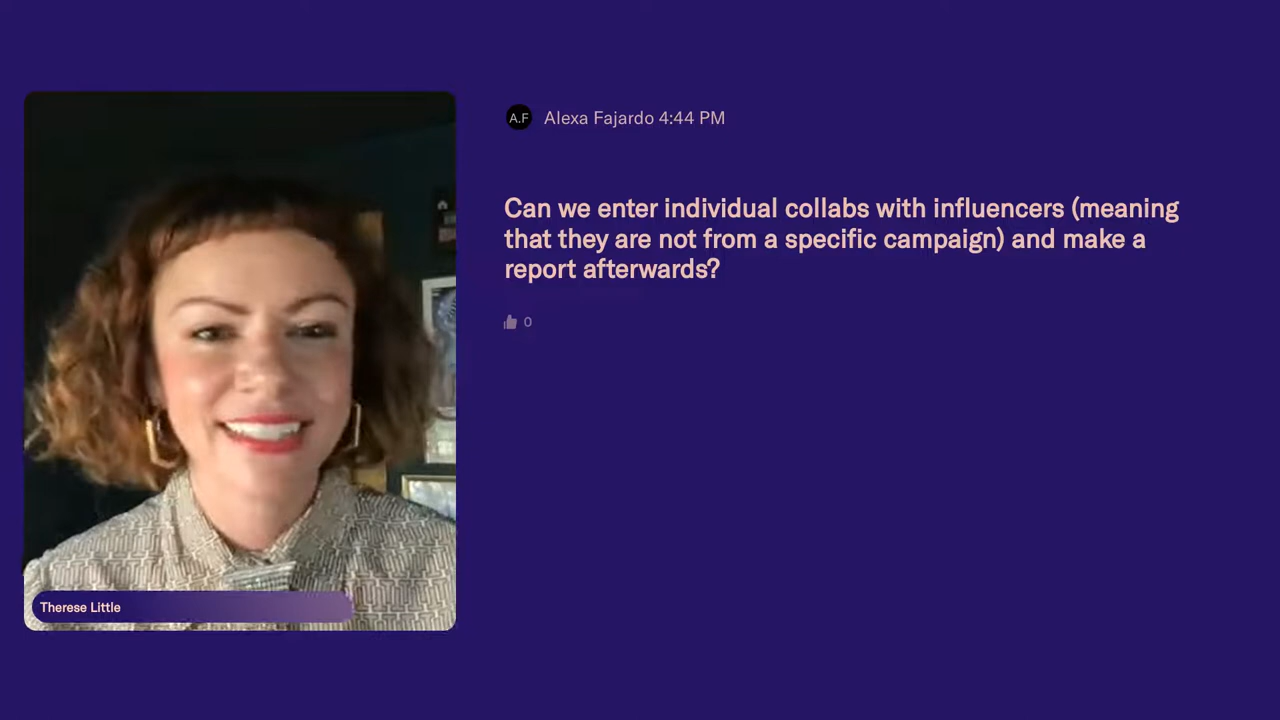 A.F Alexa Fajardo 4:44 PM
Can we enter individual collabs with influencers (meaning
that they are not from a specific campaign) and make a
report afterwards?
0
Therese Little